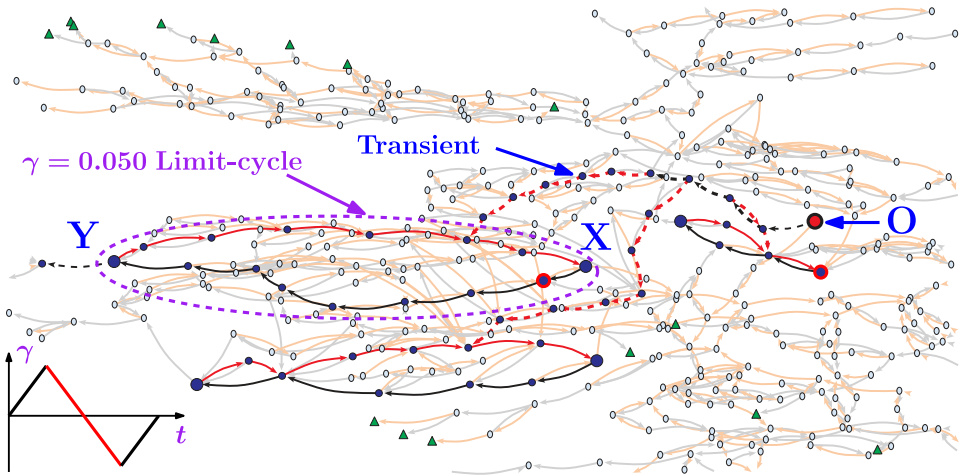 Transient
γ = 0.050 Limit-cycle
Y
X
O
γ
t